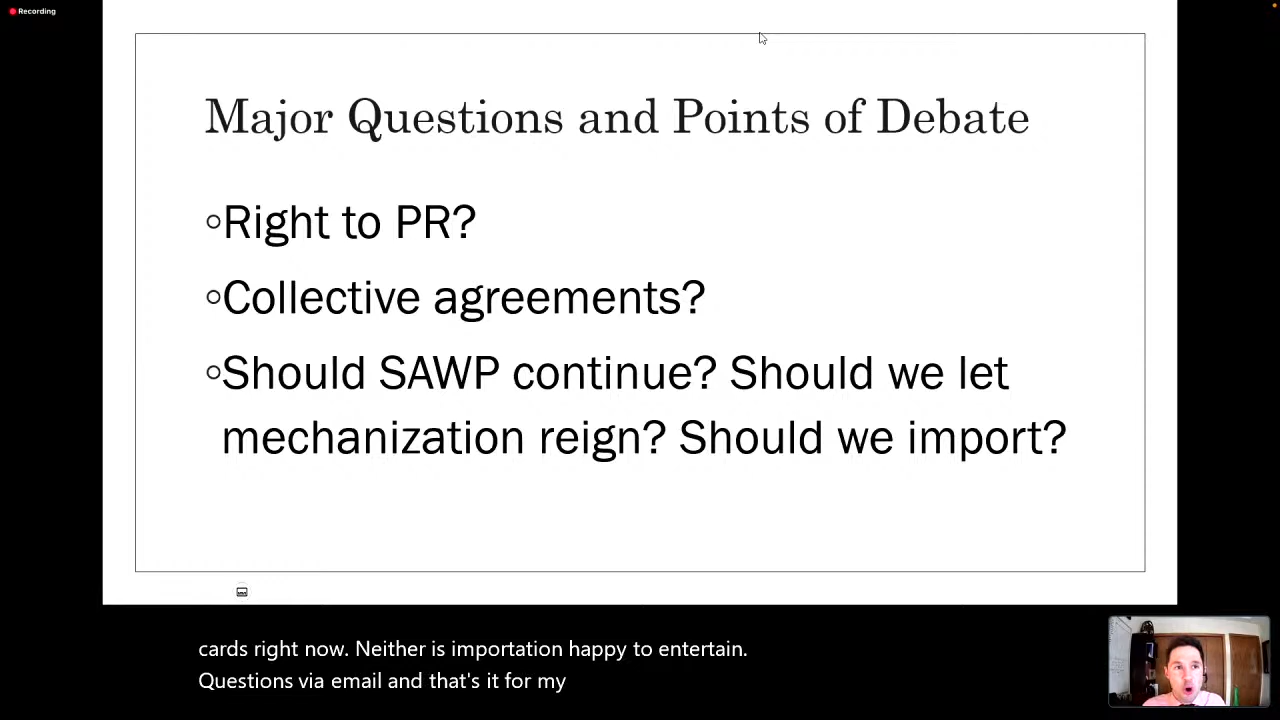 Recording
Major Questions and Points of Debate
Right to PR?
Collective agreements?
Should SAWP continue? Should we let
mechanization reign? Should we import?
cards right now. Neither is importation happy to entertain.
Questions via email and that's it for my